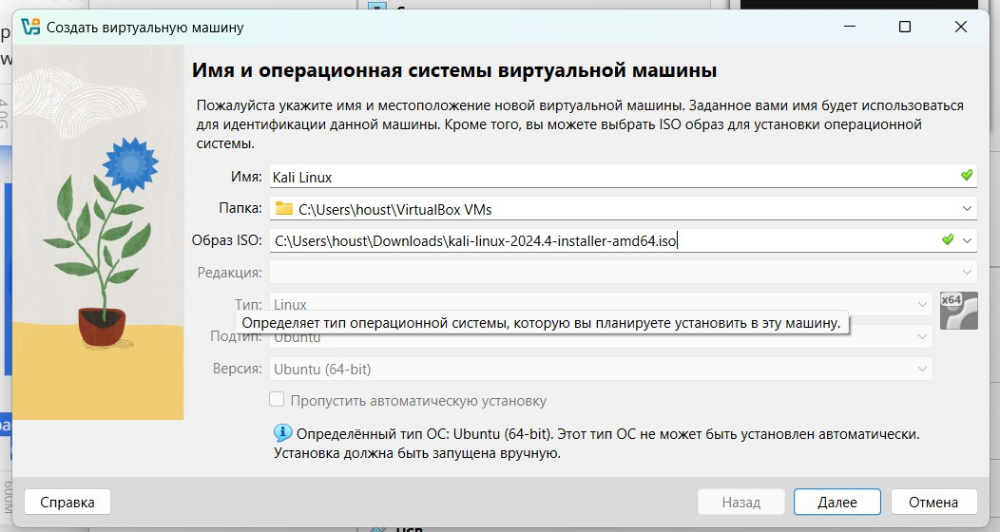 Создать виртуальную машину
Имя и операционная системы виртуальной машины
Пожалуйста укажите имя и местоположение новой виртуальной машины. Заданное вами имя будет использоваться
для идентификации данной машины. Кроме того, вы можете выбрать ISO образ для установки операционной
системы.
Имя: Kali Linux
Папка: C:\Users\houst\VirtualBox VMs
Образ ISO: C:\Users\houst\Downloads\kali-linux-2024.4-installer-amd64.iso
Редакция:
Тип: Linux
x64
Определяет тип операционной системы, которую вы планируете установить в эту машину.
Подтип: Ubuntu
Версия: Ubuntu (64-bit)
Пропустить автоматическую установку
Определённый тип ОС: Ubuntu (64-bit). Этот тип ОС не может быть установлен автоматически.
Установка должна быть запущена вручную.
Справка Назад Далее Отмена
4.0G
600M
USB